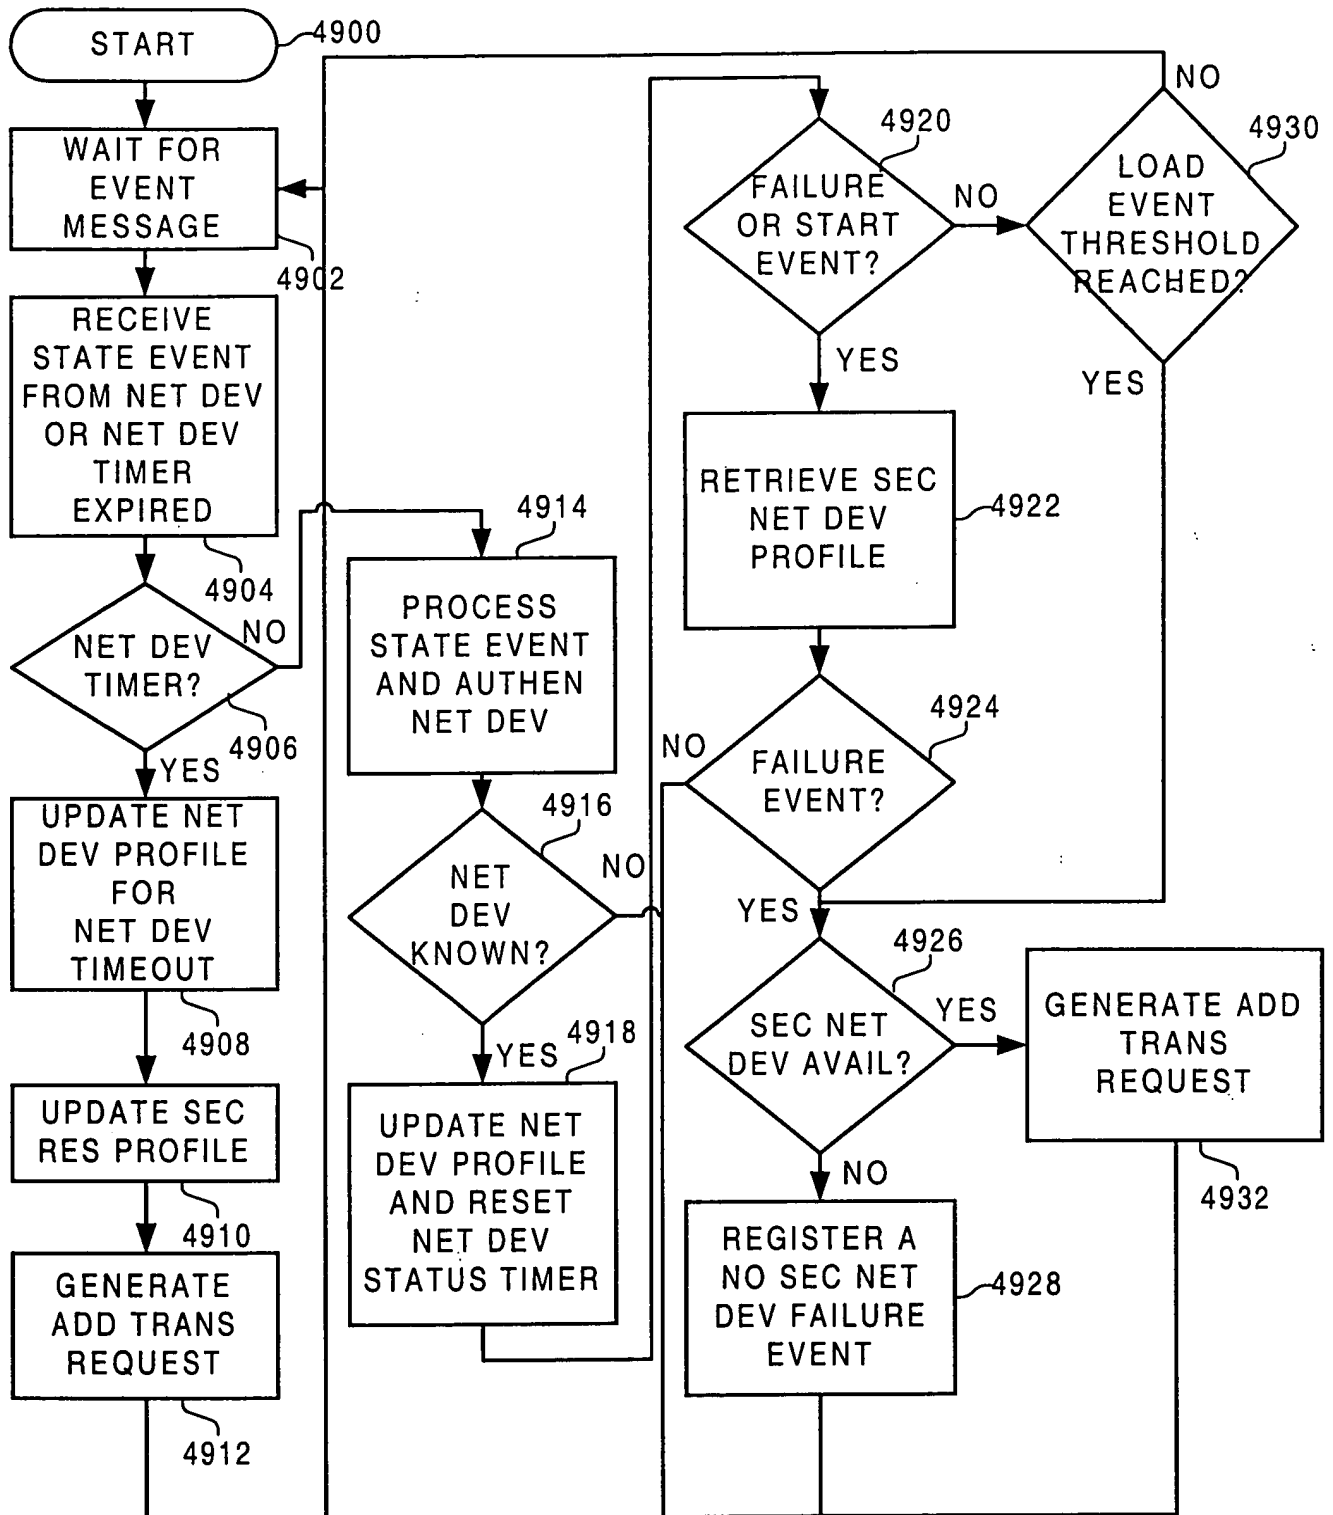 START
4900
WAIT FOR
EVENT
MESSAGE
4902
RECEIVE
STATE EVENT
FROM NET DEV
OR NET DEV
TIMER
EXPIRED
4904
NET DEV
TIMER?
NO
4906
YES
UPDATE NET
DEV PROFILE
FOR
NET DEV
TIMEOUT
4908
UPDATE SEC
RES PROFILE
4910
GENERATE
ADD TRANS
REQUEST
4912
4914
PROCESS
STATE EVENT
AND AUTHEN
NET DEV
4916
NET
DEV
KNOWN?
NO
YES
4918
UPDATE NET
DEV PROFILE
AND RESET
NET DEV
STATUS TIMER
4920
FAILURE
OR START
EVENT?
NO
YES
RETRIEVE SEC
NET DEV
PROFILE
4922
4924
FAILURE
EVENT?
NO
YES
4926
SEC NET
DEV AVAIL?
YES
NO
REGISTER A
NO SEC NET
DEV FAILURE
EVENT
4928
NO
4930
LOAD
EVENT
THRESHOLD
REACHED?
YES
GENERATE ADD
TRANS
REQUEST
4932